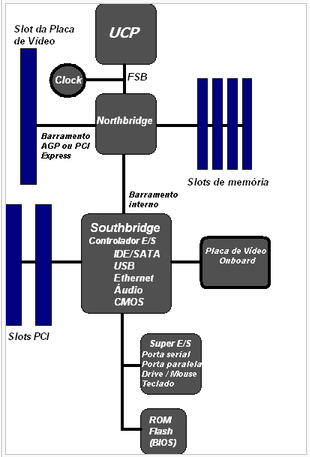 Slot da Placa
de Vídeo
UCP
Clock
FSB
Northbridge
Barramento
AGP ou PCI
Express
Slots de memória
Barramento
interno
Southbridge
Controlador E/S
IDE/SATA
USB
Ethernet
Áudio
CMOS
Placa de Vídeo
Onboard
Slots PCI
Super E/S
Porta serial
Porta paralela
Drive / Mouse
Teclado
ROM
Flash
(BIOS)